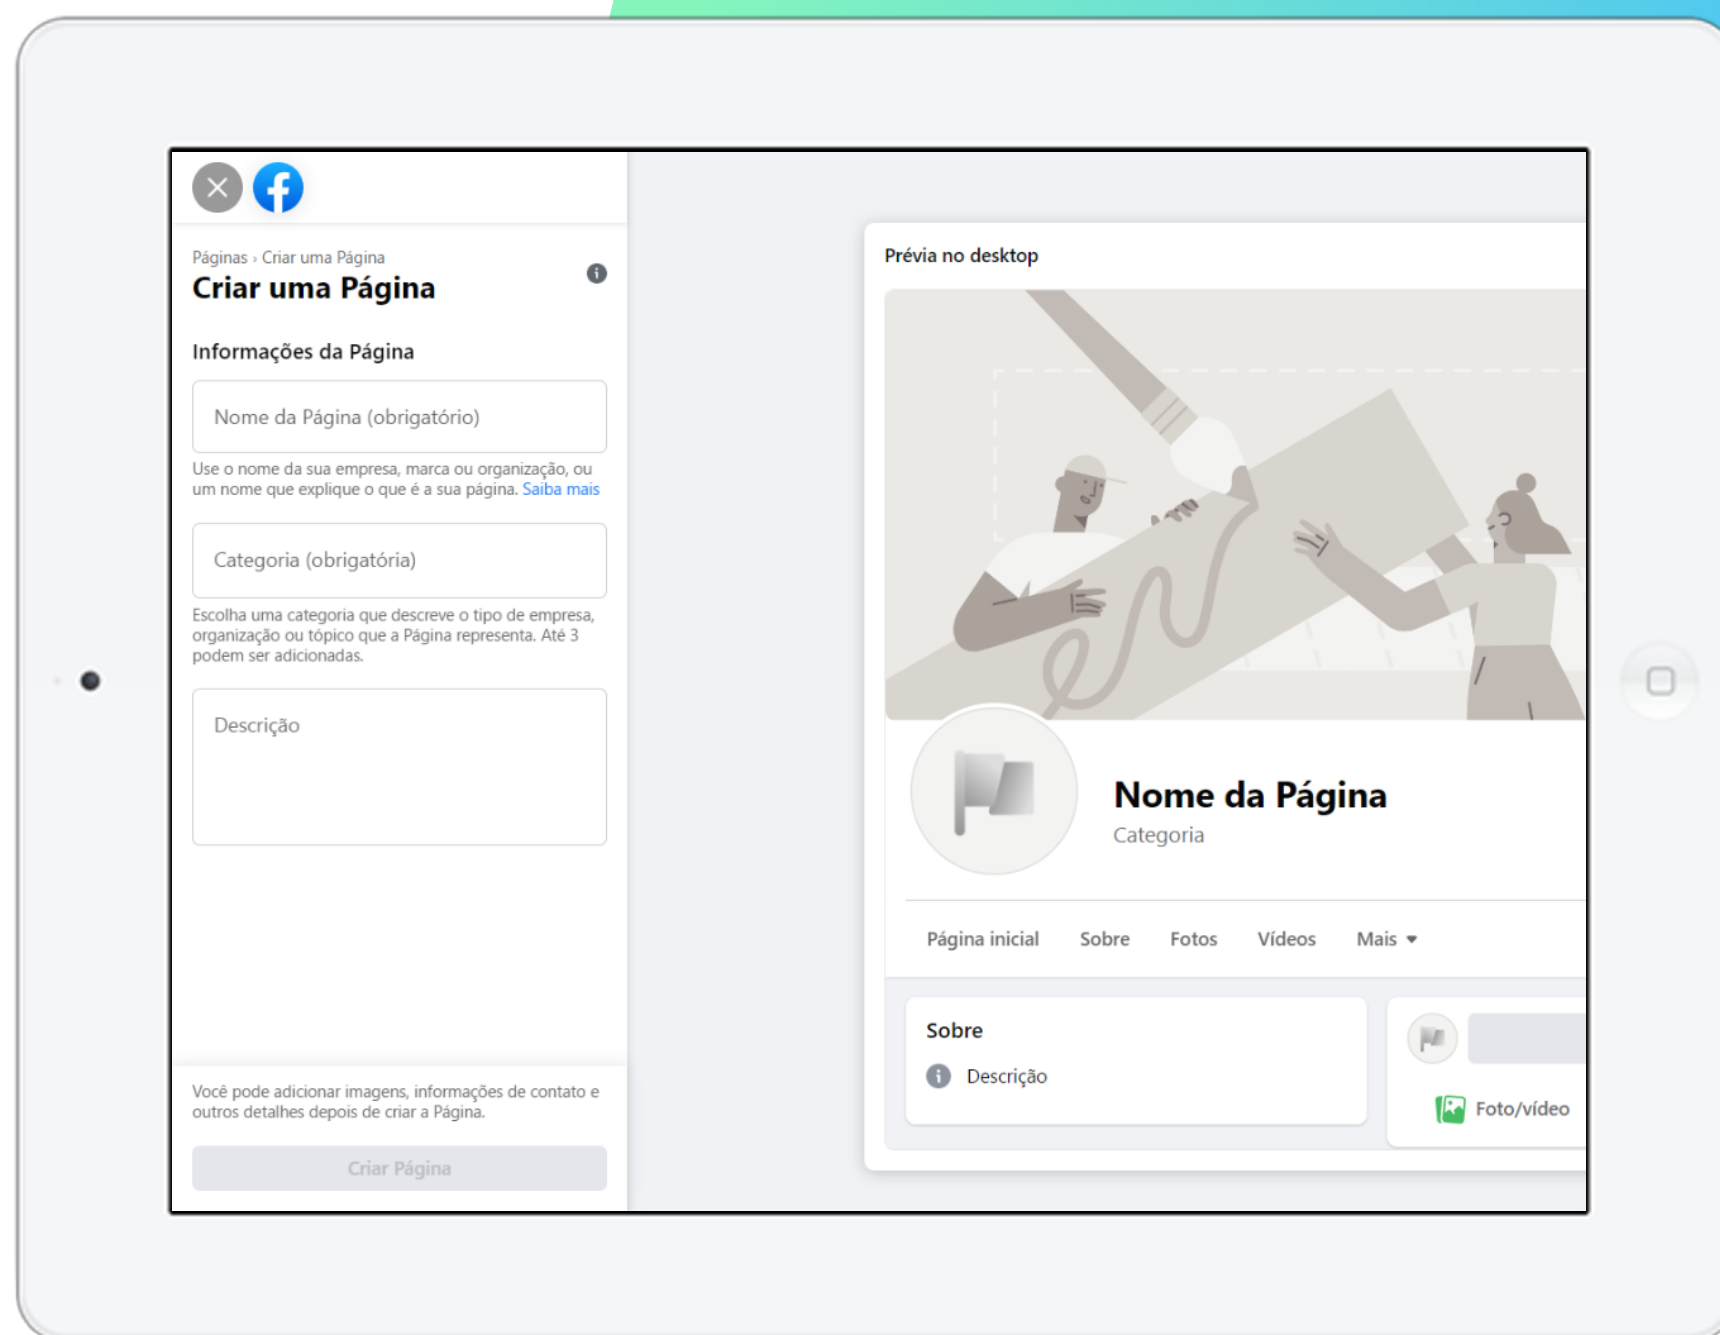 Páginas › Criar uma Página
Criar uma Página
Informações da Página
Nome da Página (obrigatório)
Use o nome da sua empresa, marca ou organização, ou
um nome que explique o que é a sua página. Saiba mais
Categoria (obrigatória)
Escolha uma categoria que descreve o tipo de empresa,
organização ou tópico que a Página representa. Até 3
podem ser adicionadas.
Descrição
Você pode adicionar imagens, informações de contato e
outros detalhes depois de criar a Página.
Criar Página
Prévia no desktop
Nome da Página
Categoria
Página inicial Sobre Fotos Vídeos Mais
Sobre
Descrição
Foto/vídeo